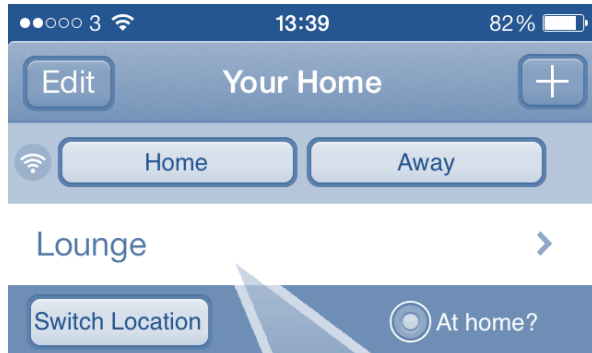 3 13:39 82%
Edit Your Home +
Home Away
Lounge
Switch Location At home?